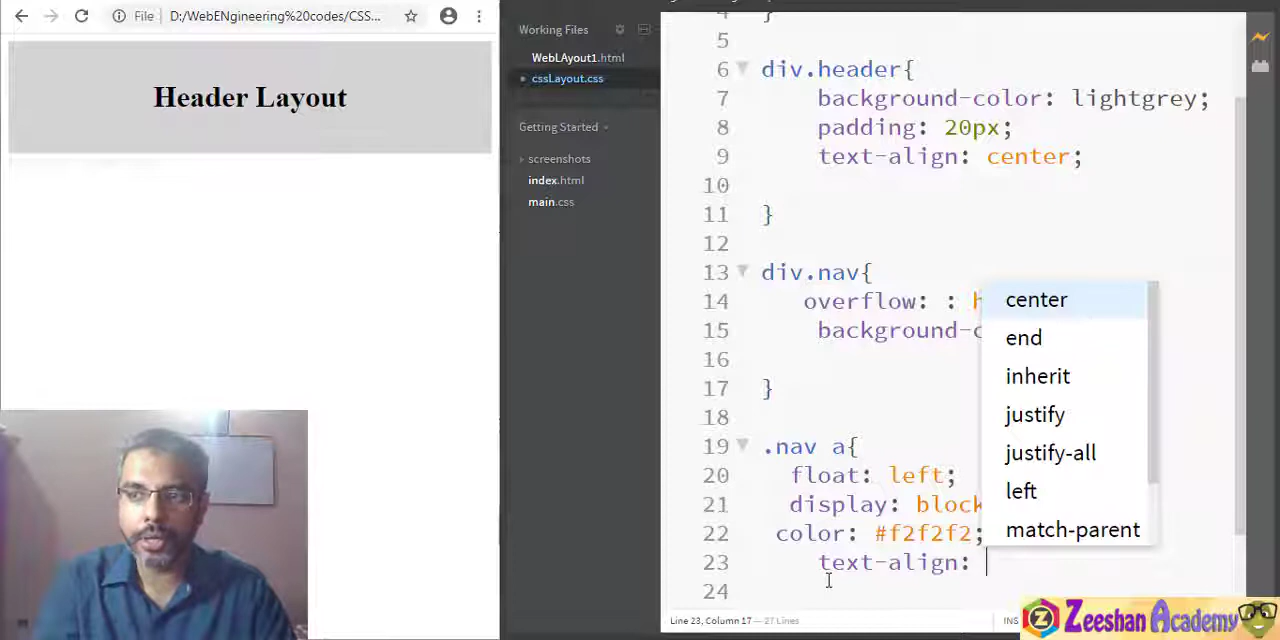 File D:/WebENgineering%20codes/CSS...
Header Layout
Working Files
WebLAyout1.html
cssLayout.css
Getting Started
screenshots
index.html
main.css
4 }
5
6 div.header{
7 background-color: lightgrey;
8 padding: 20px;
9 text-align: center;
10
11 }
12
13 div.nav{
14 overflow: : h
15 background-c
16
17 }
18
19 .nav a{
20 float: left;
21 display: block
22 color: #f2f2f2;
23 text-align:
24
center
end
inherit
justify
justify-all
left
match-parent
Line 23, Column 17 — 27 Lines
INS
Zeeshan Academy